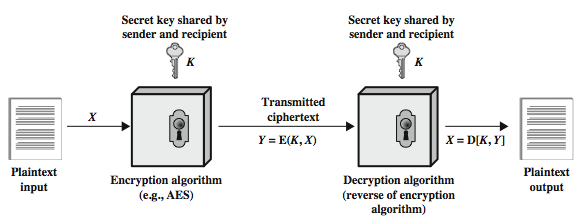 Secret key shared by
sender and recipient
K
Secret key shared by
sender and recipient
K
X
Transmitted
ciphertext
Y = E(K, X)
X = D[K, Y]
Plaintext
input
Encryption algorithm
(e.g., AES)
Decryption algorithm
(reverse of encryption
algorithm)
Plaintext
output